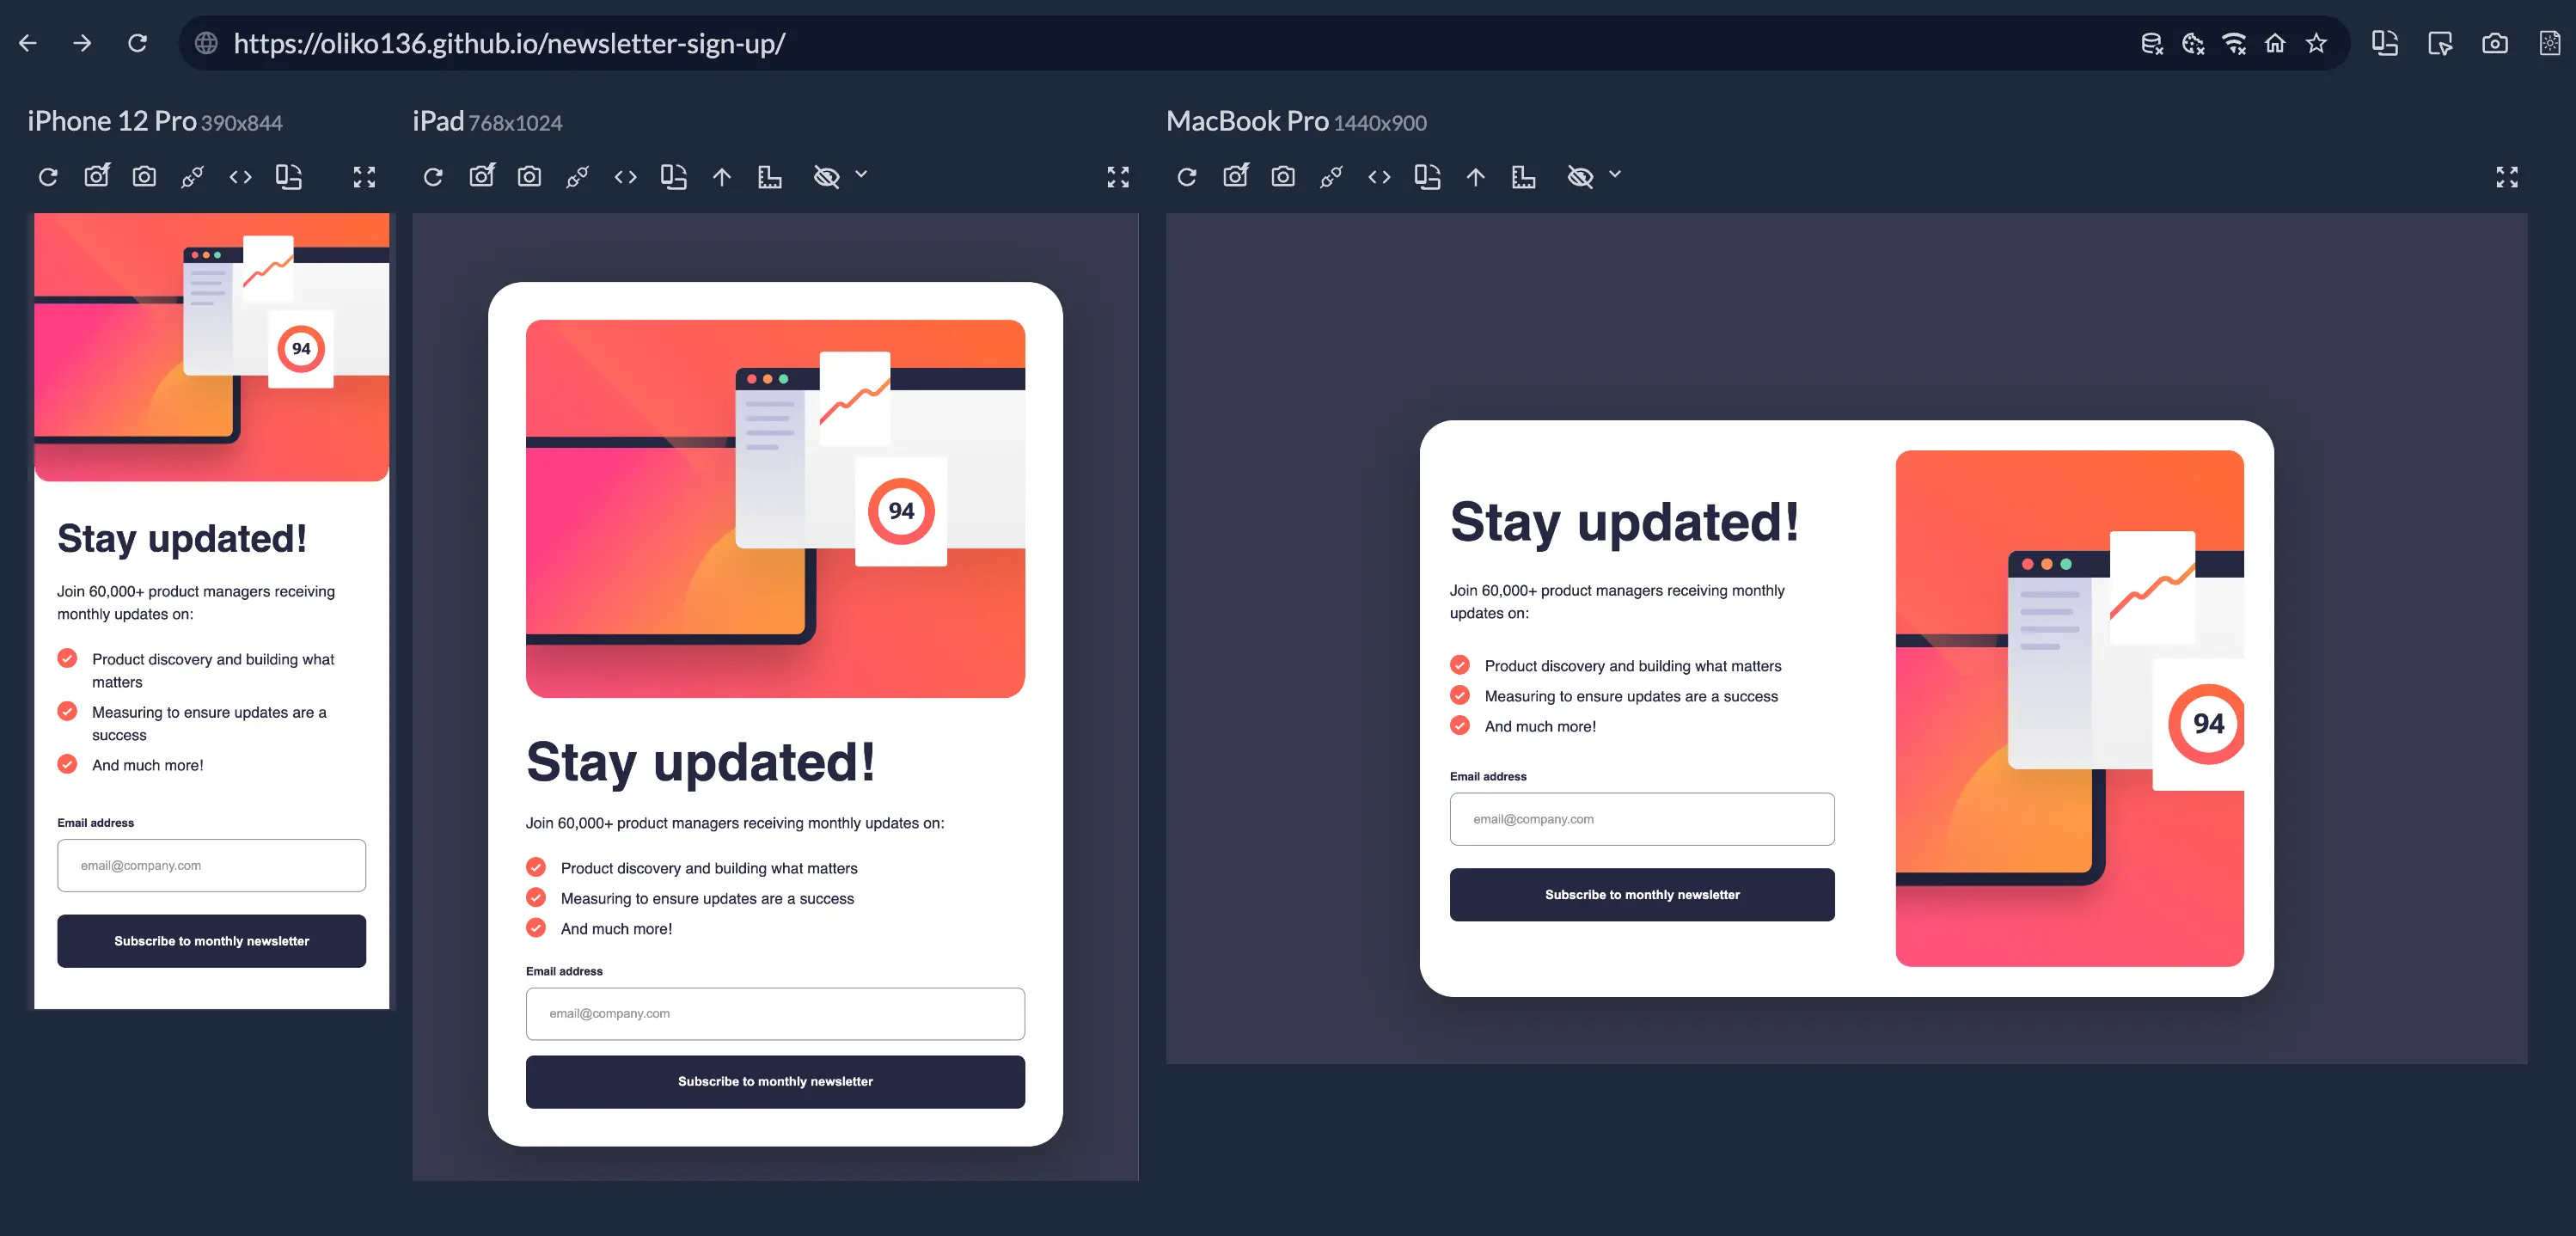 https://oliko136.github.io/newsletter-sign-up/
iPhone 12 Pro 390x844
94
Stay updated!
Join 60,000+ product managers receiving
monthly updates on:
Product discovery and building what
matters
Measuring to ensure updates are a
success
And much more!
Email address
email@company.com
Subscribe to monthly newsletter
iPad 768x1024
94
Stay updated!
Join 60,000+ product managers receiving monthly updates on:
Product discovery and building what matters
Measuring to ensure updates are a success
And much more!
Email address
email@company.com
Subscribe to monthly newsletter
MacBook Pro 1440x900
Stay updated!
Join 60,000+ product managers receiving monthly
updates on:
Product discovery and building what matters
Measuring to ensure updates are a success
And much more!
Email address
email@company.com
Subscribe to monthly newsletter
94